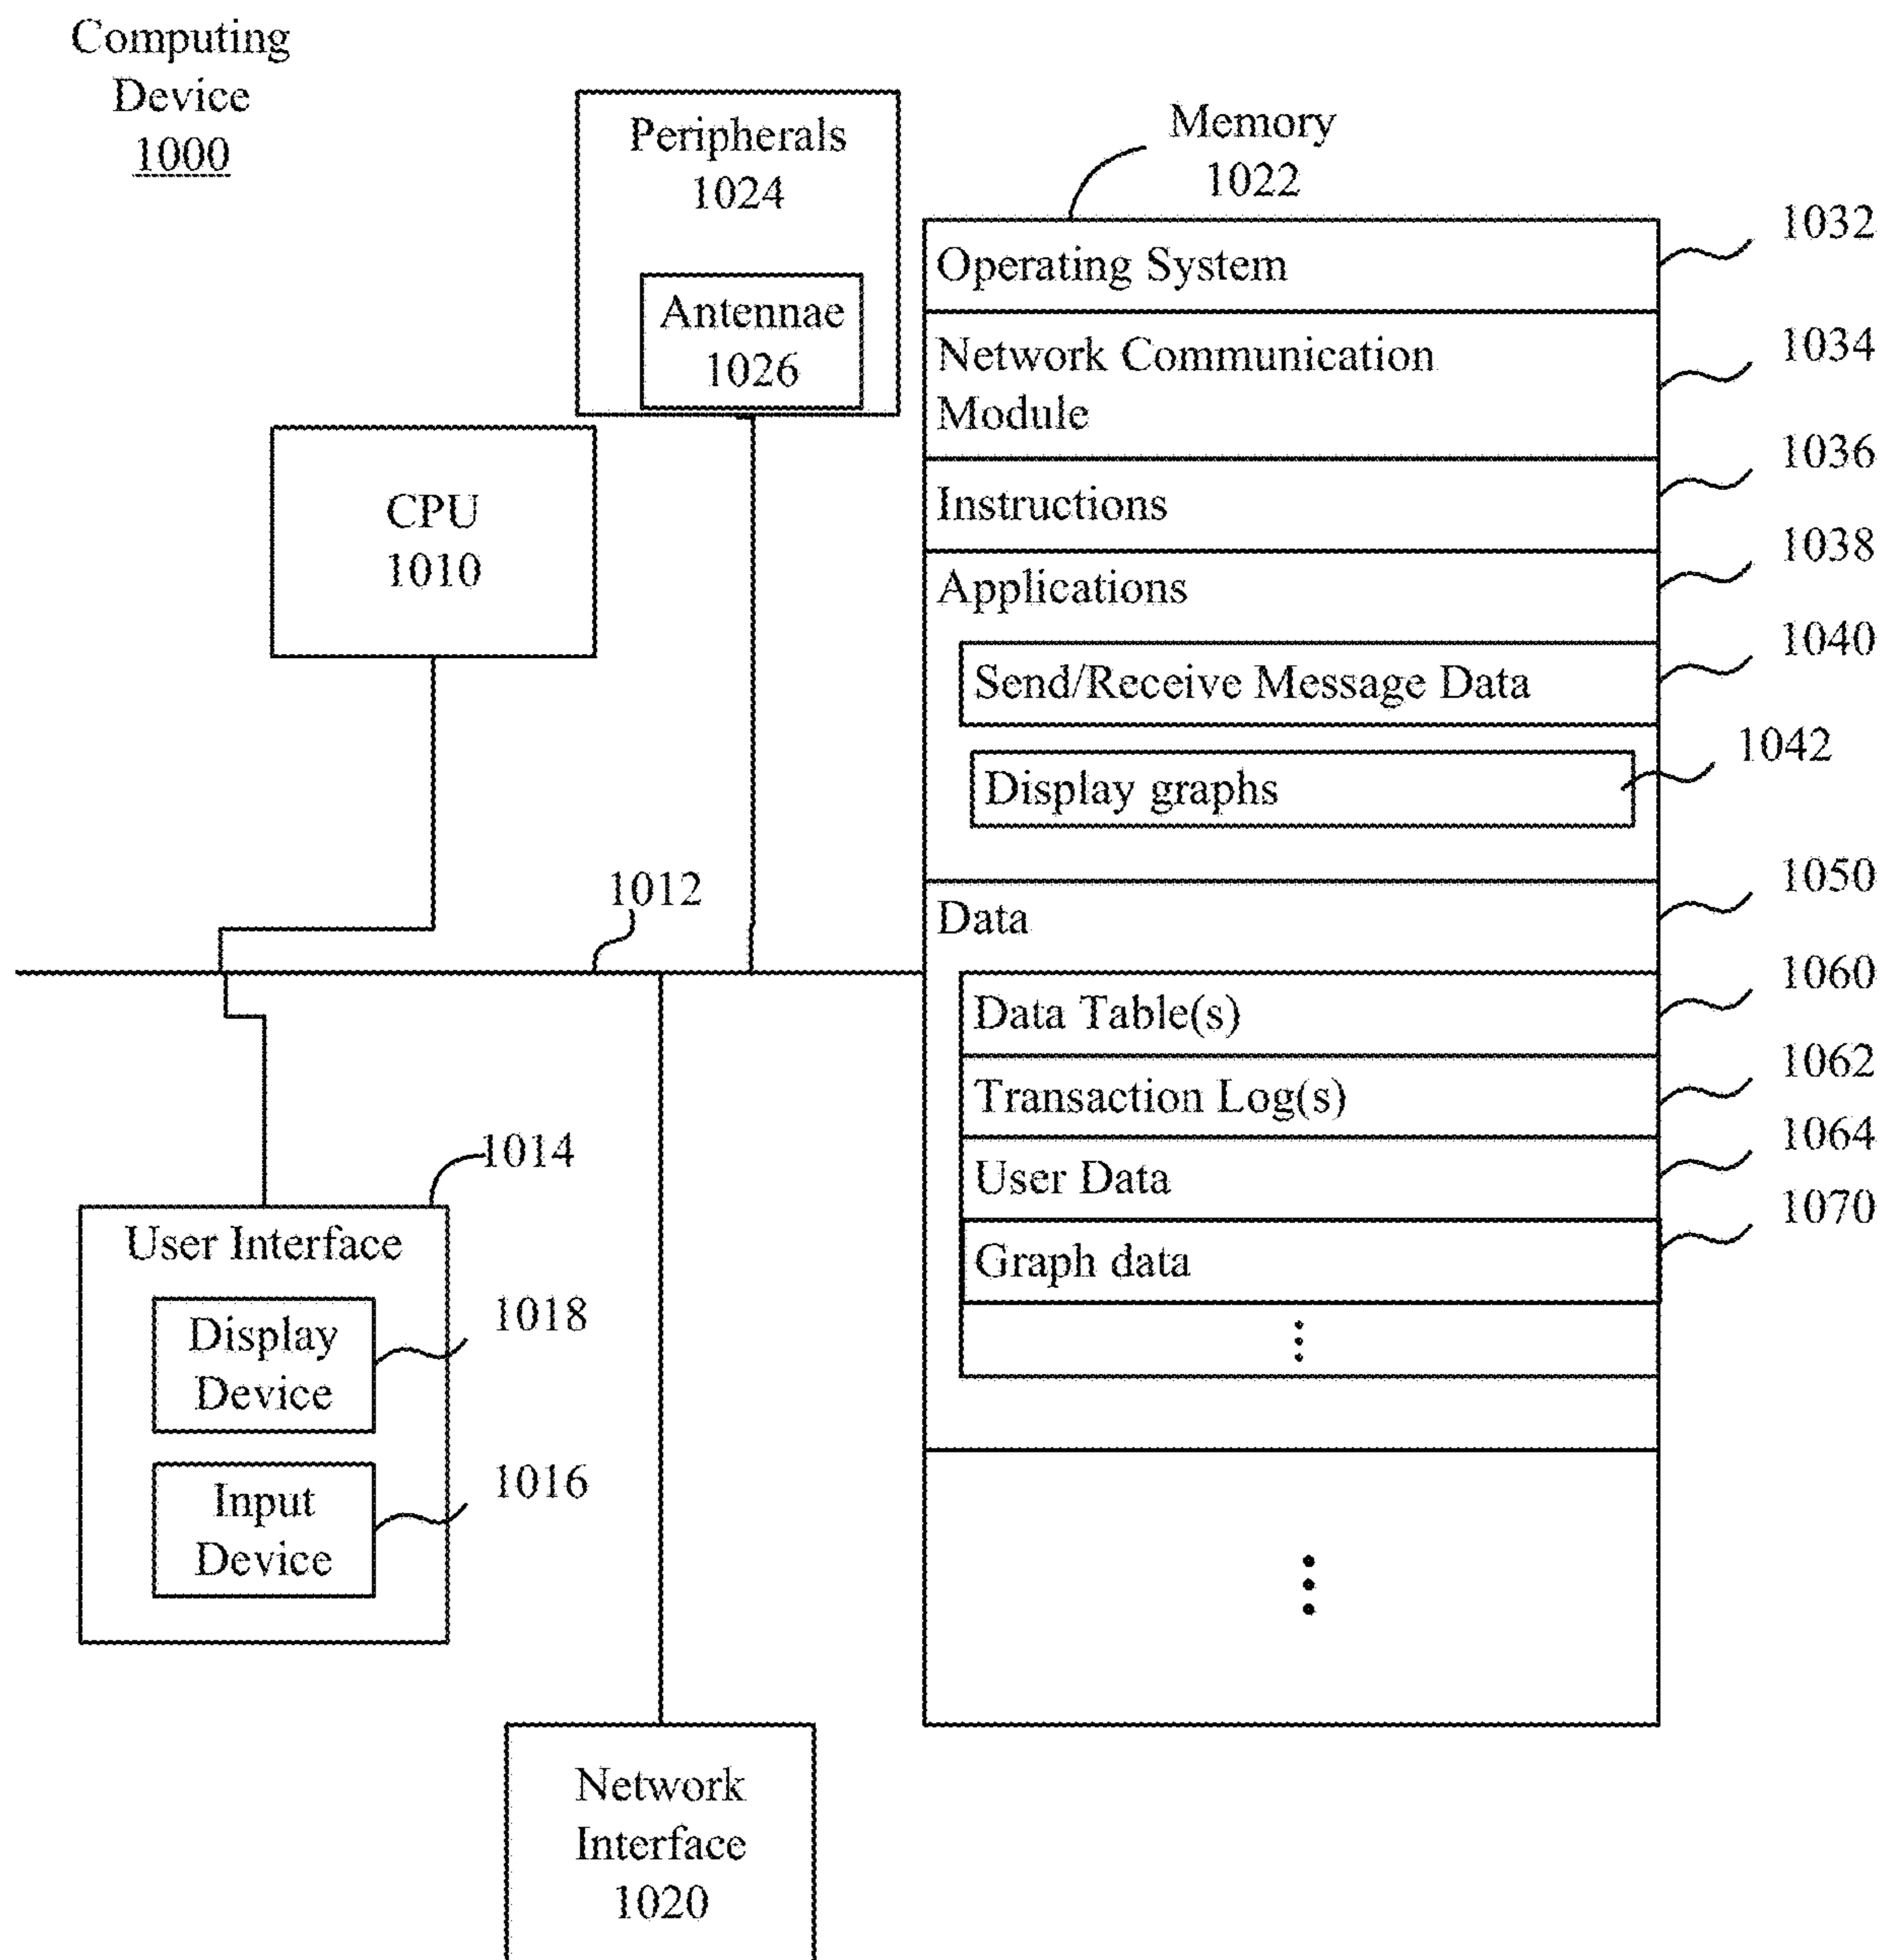 Computing
Device
1000
Peripherals
1024
Antennae
1026
CPU
1010
1012
1014
User Interface
Display
Device
1018
Input
Device
1016
Network
Interface
1020
Memory
1022
Operating System
1032
Network Communication
Module
1034
Instructions
1036
Applications
1038
Send/Receive Message Data
1040
Display graphs
1042
Data
1050
Data Table(s)
1060
Transaction Log(s)
1062
User Data
1064
Graph data
1070